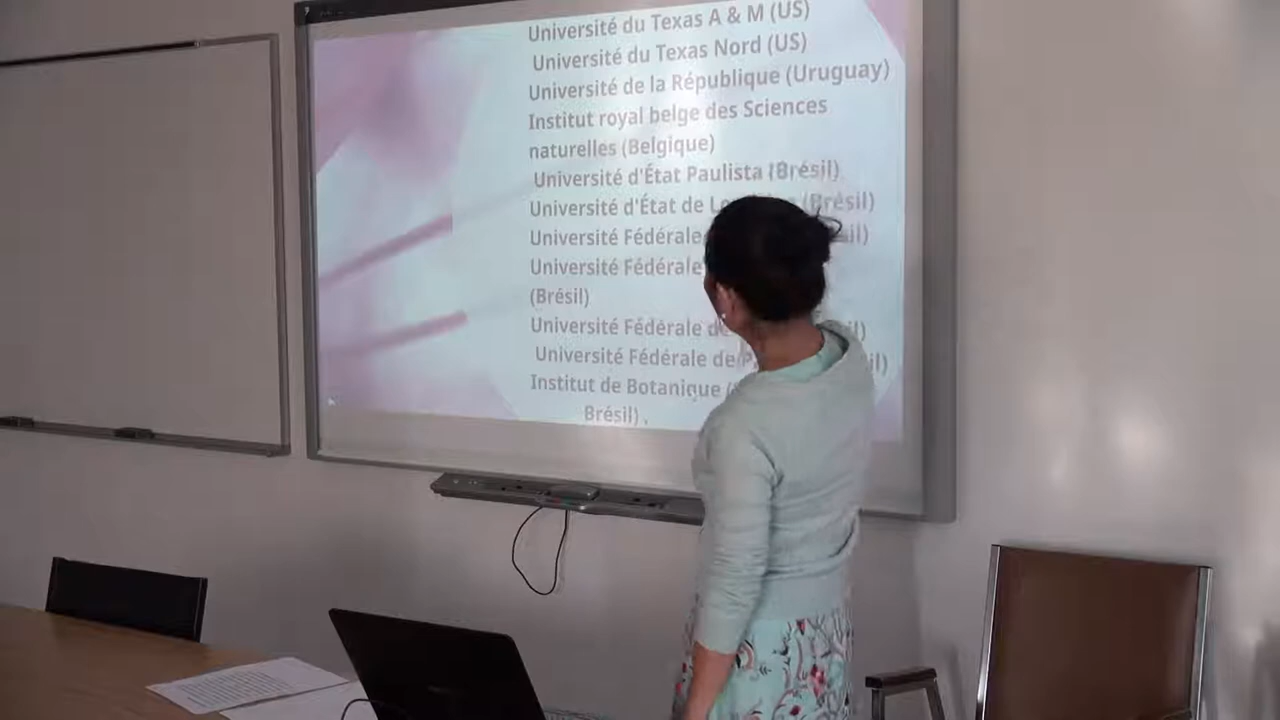 Université du Texas A & M (US)
Université du Texas Nord (US)
Université de la République (Uruguay)
Institut royal belge des Sciences
naturelles (Belgique)
Université d'État Paulista (Brésil)
Université d'État de (Brésil)
Université Fédérale
Université Fédérale
(Brésil)
Université Fédérale de
Université Fédérale de
Institut de Botanique
Brésil).